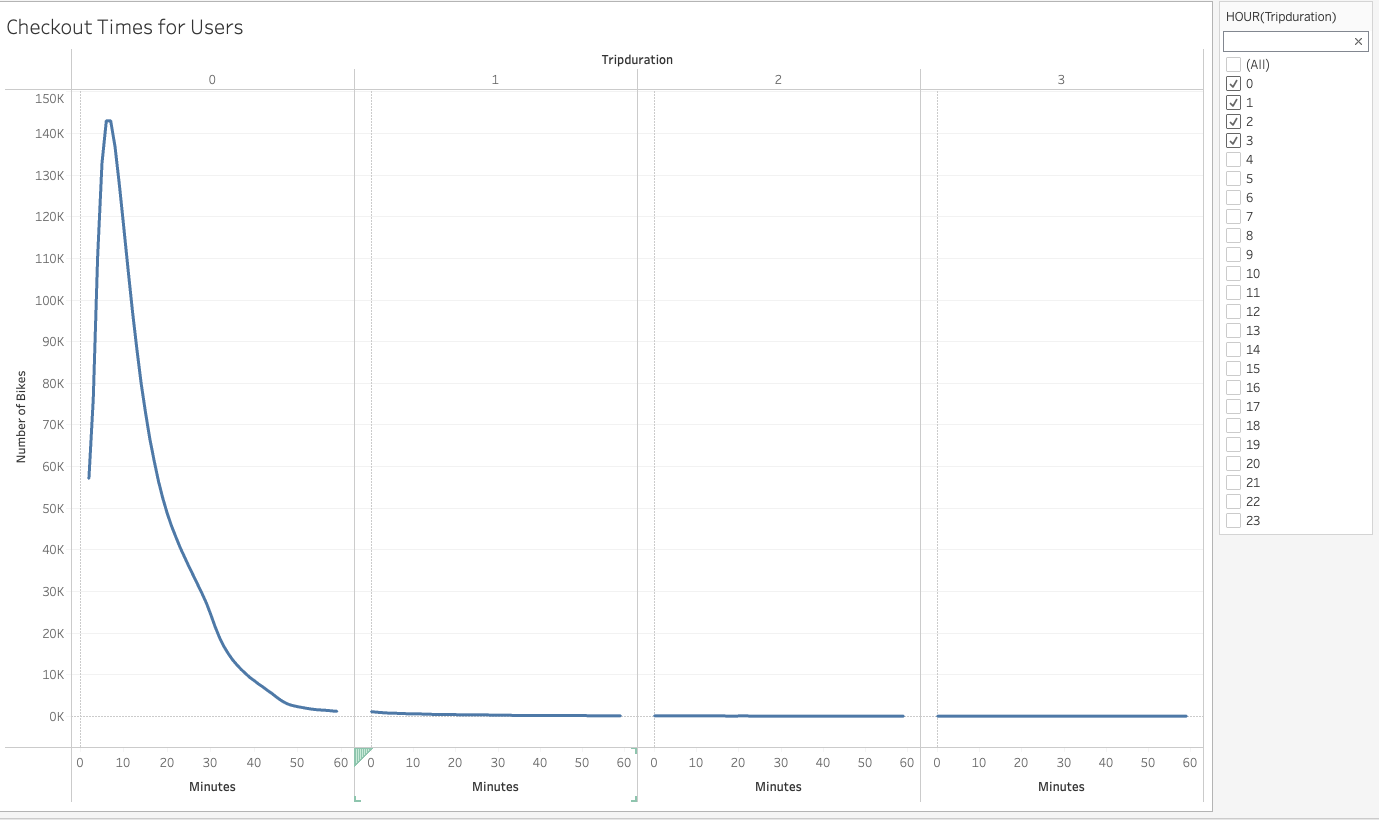 Checkout Times for Users
Tripduration
0 1 2 3
150K
140K
130K
120K
110K
100K
90K
80K
70K
60K
50K
40K
30K
20K
10K
0K
Number of Bikes
0 10 20 30 40 50 60 0 10 20 30 40 50 60 0 10 20 30 40 50 60 0 10 20 30 40 50 60
Minutes Minutes Minutes Minutes
HOUR(Tripduration)
(All)
0
1
2
3
4
5
6
7
8
9
10
11
12
13
14
15
16
17
18
19
20
21
22
23